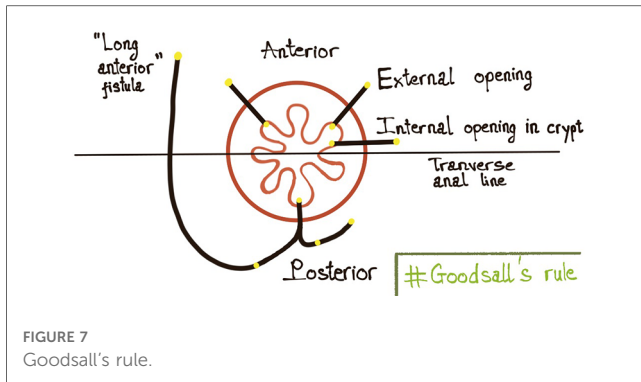 "Long
anterior"
fistula
Anterior
External opening
Internal opening in crypt
Tranverse
anal line
Posterior
#Goodsall's rule
FIGURE 7
Goodsall's rule.